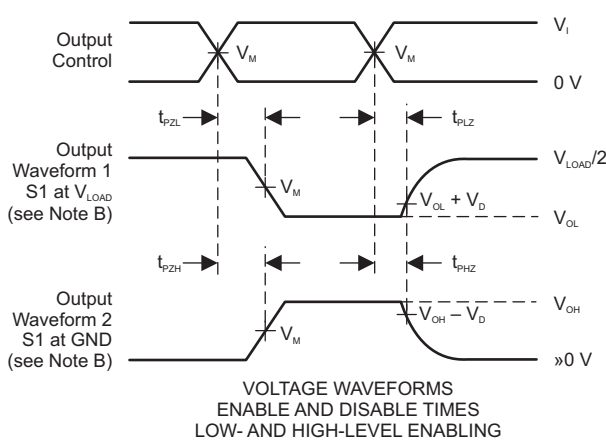 Output
Control
V_M
V_M
V_I
0 V
t_PZL
t_PLZ
Output
Waveform 1
S1 at V_LOAD
(see Note B)
V_M
V_OL + V_D
V_LOAD/2
V_OL
t_PZH
t_PHZ
Output
Waveform 2
S1 at GND
(see Note B)
V_M
V_OH – V_D
V_OH
»0 V
VOLTAGE WAVEFORMS
ENABLE AND DISABLE TIMES
LOW- AND HIGH-LEVEL ENABLING